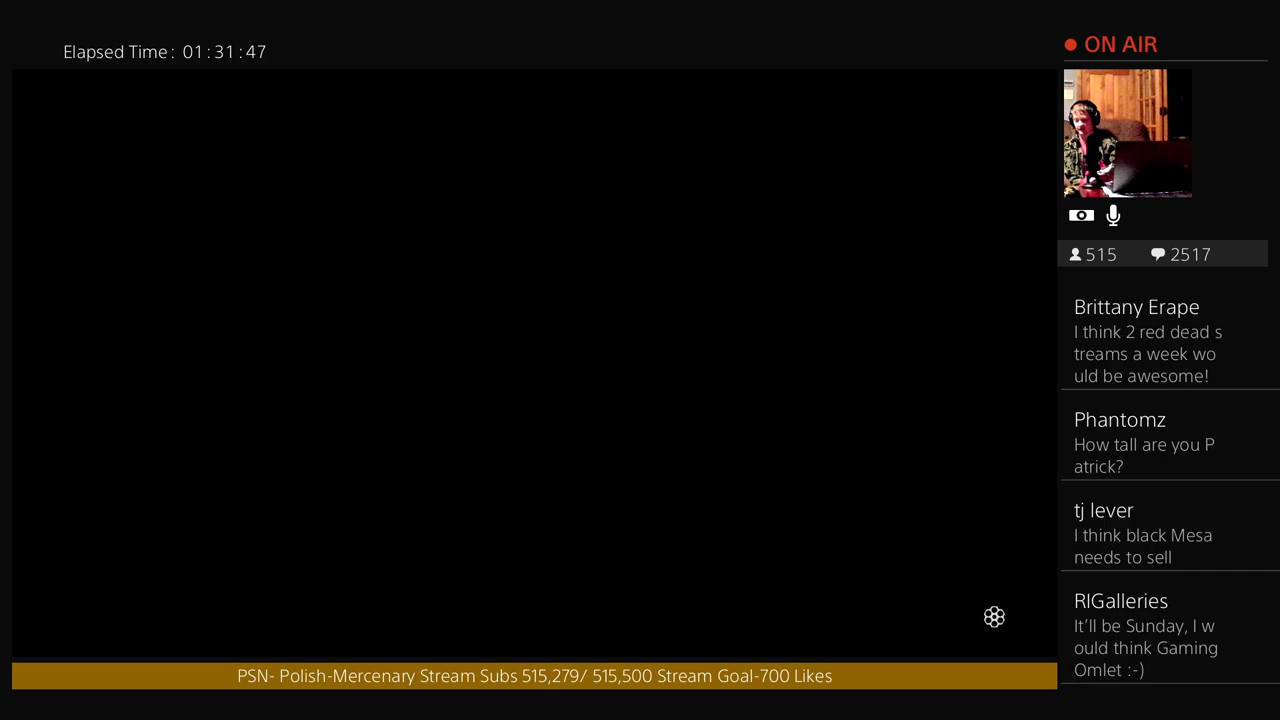 Elapsed Time: 01:31:47
ON AIR
515 2517
Brittany Erape
I think 2 red dead s
treams a week wo
uld be awesome!
Phantomz
How tall are you P
atrick?
tj lever
I think black Mesa
needs to sell
RIGalleries
It'll be Sunday, I w
ould think Gaming
Omlet :-)
PSN- Polish-Mercenary Stream Subs 515,279/ 515,500 Stream Goal-700 Likes